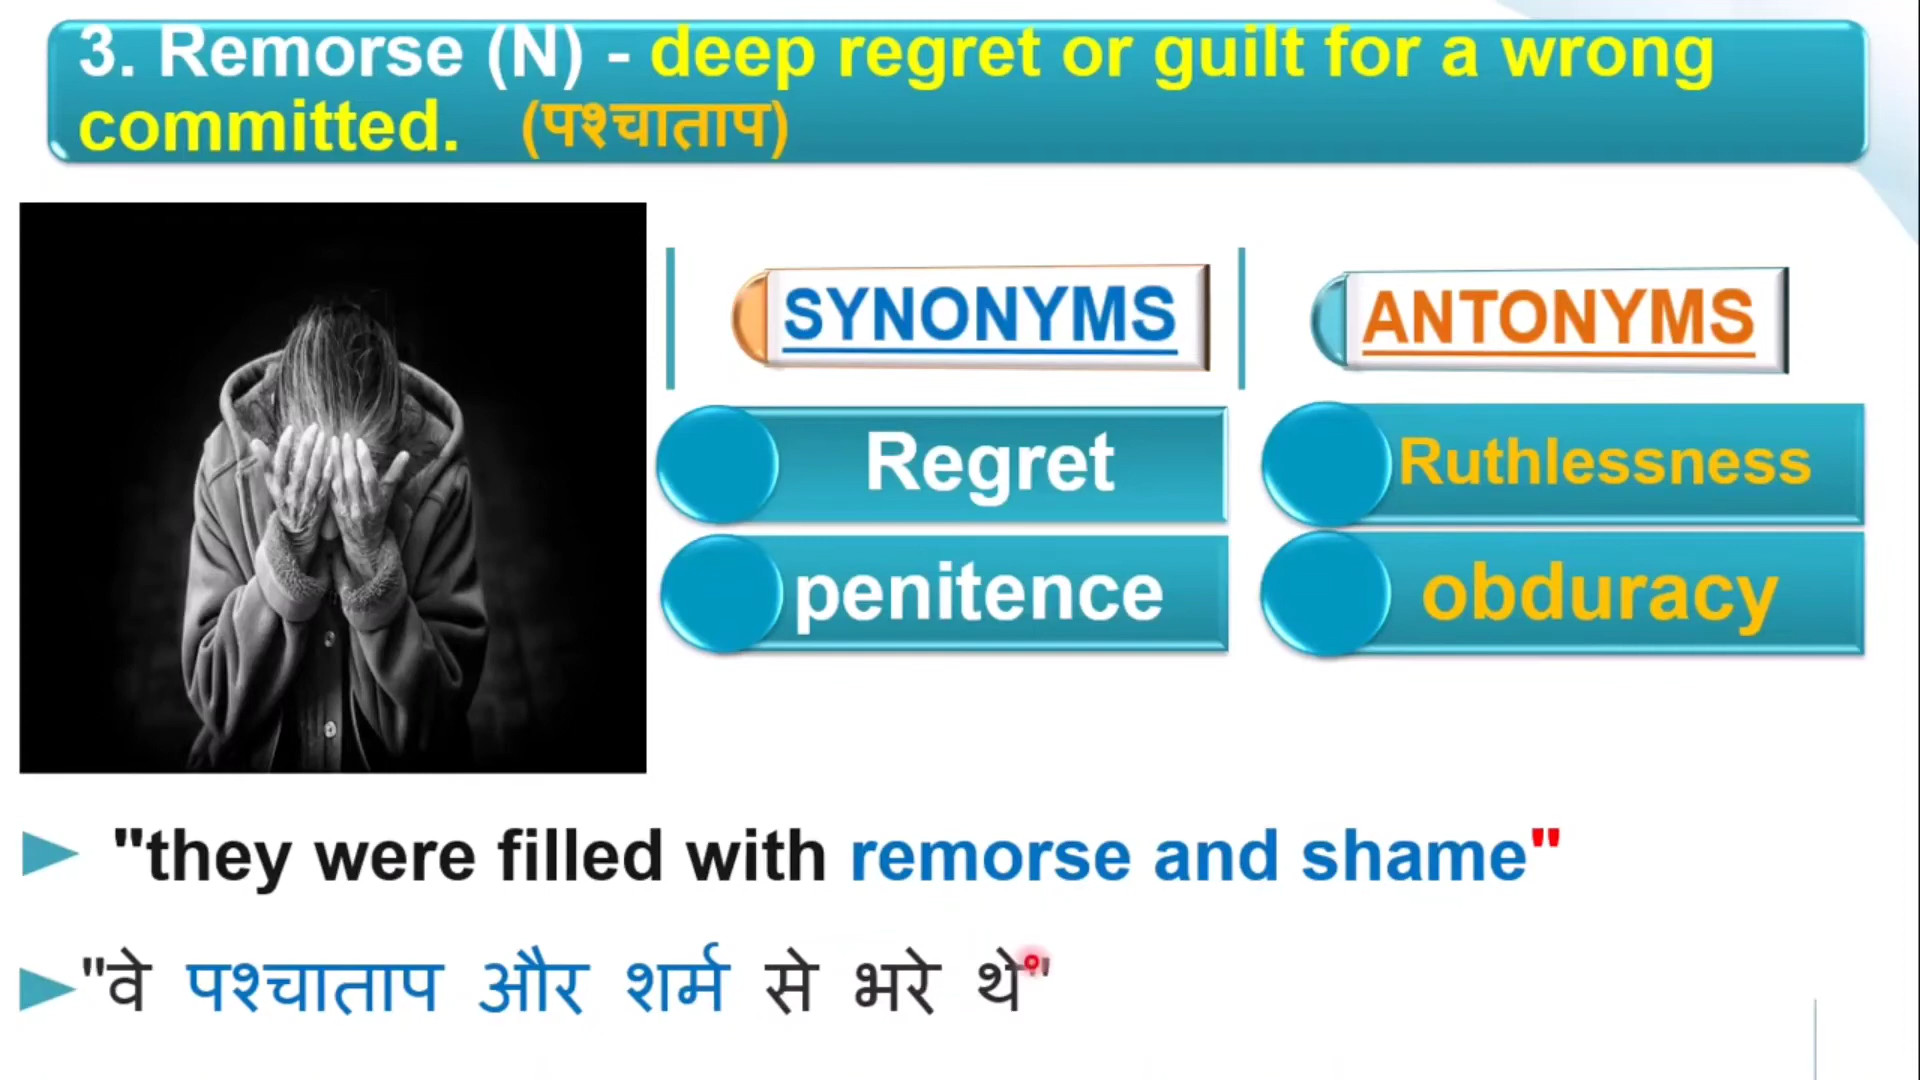 3. Remorse (N) - deep regret or guilt for a wrong
committed. (पश्चाताप)
SYNONYMS
ANTONYMS
Regret
Ruthlessness
penitence
obduracy
"they were filled with remorse and shame"
"वे पश्चाताप और शर्म से भरे थे"